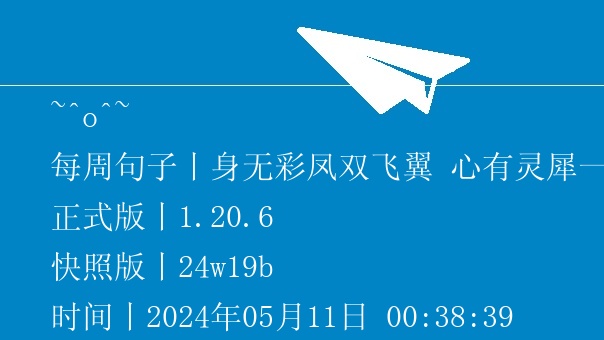 ~^o^~
每周句子丨身无彩凤双飞翼 心有灵犀一
正式版丨1.20.6
快照版丨24w19b
时间丨2024年05月11日 00:38:39